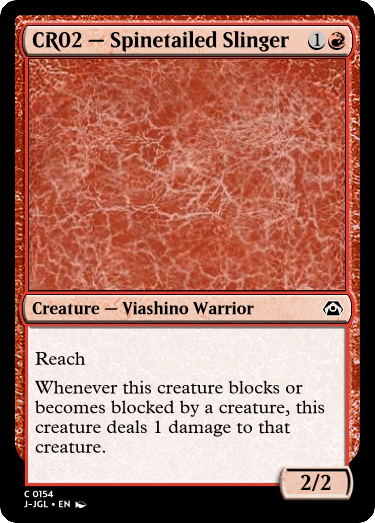 CR02 — Spinetailed Slinger 1
Creature — Viashino Warrior
Reach
Whenever this creature blocks or
becomes blocked by a creature, this
creature deals 1 damage to that
creature.
2/2
C 0154
J-JGL • EN